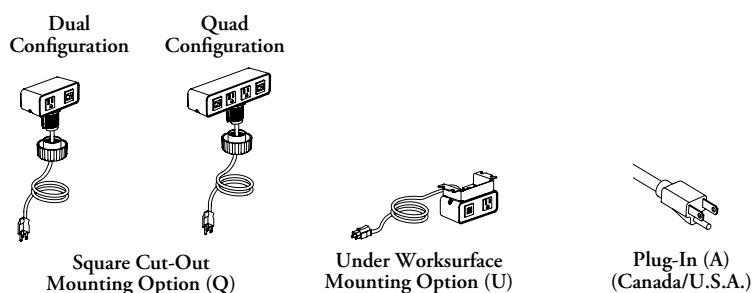 Dual
Configuration
Quad
Configuration
Square Cut-Out
Mounting Option (Q)
Under Worksurface
Mounting Option (U)
Plug-In (A)
(Canada/U.S.A.)